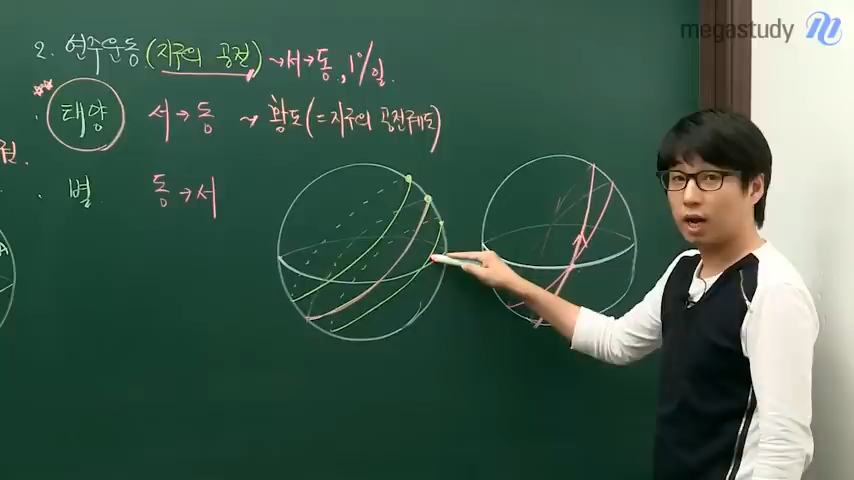 megastudy
2. 연주운동 (지구의 공전) → 서→동, 1°/일.
태양 서→동 → 황도(=지구의 공전궤도)
별 동→서
A